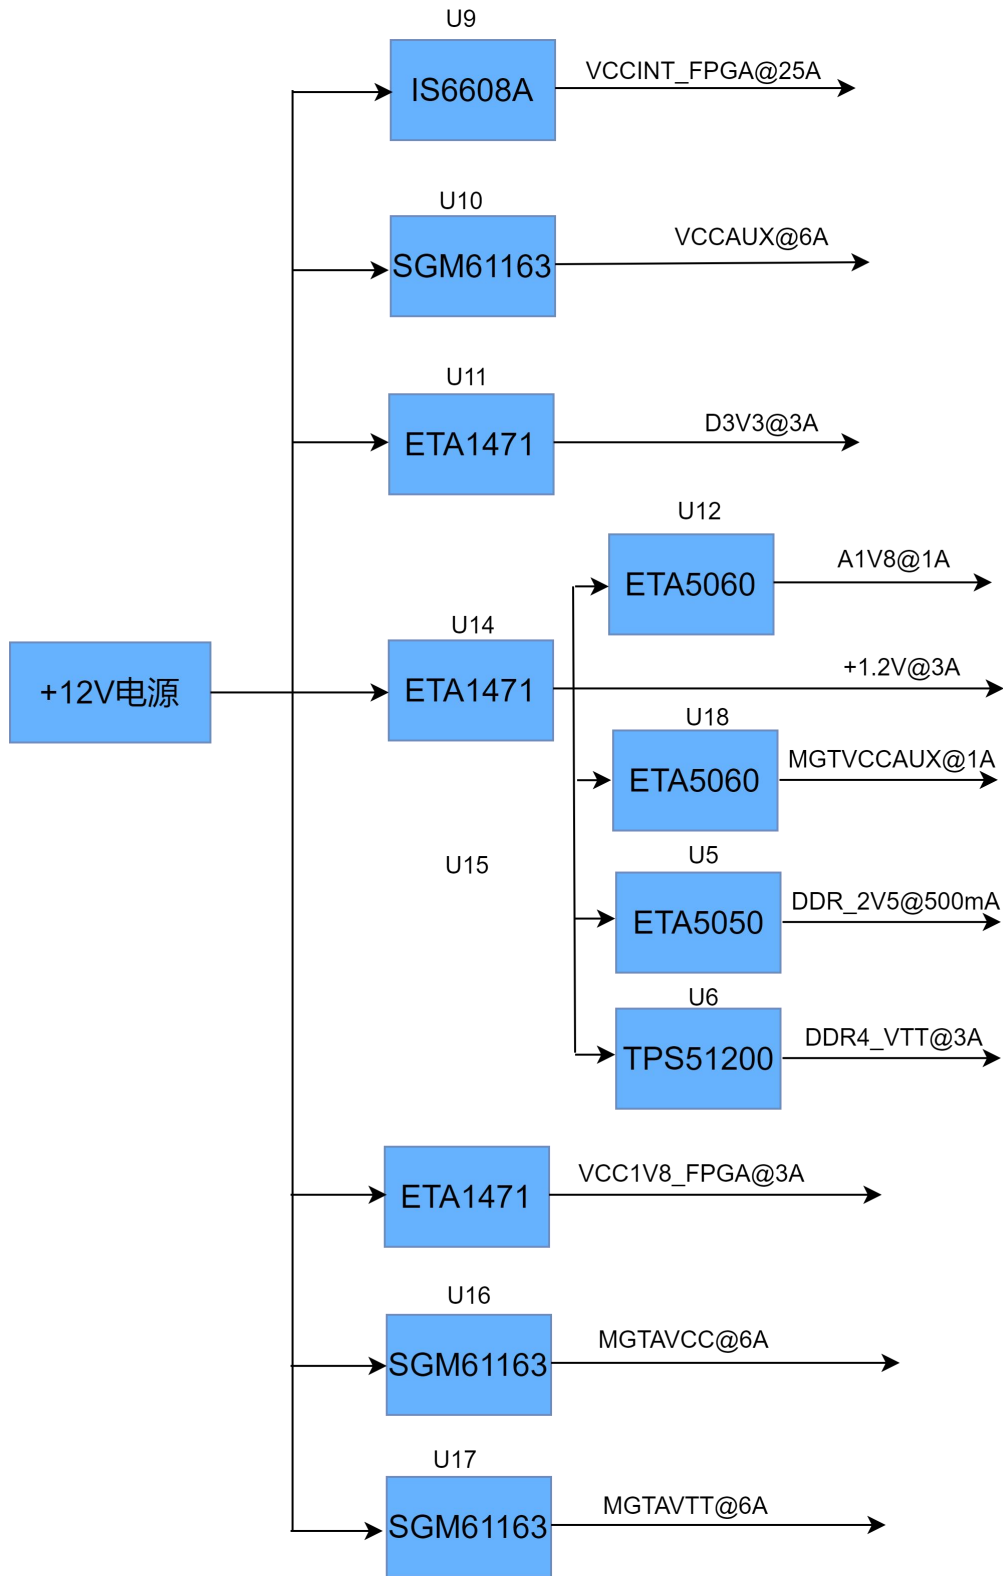 U9
IS6608A
VCCINT_FPGA@25A
U10
SGM61163
VCCAUX@6A
U11
ETA1471
D3V3@3A
U12
ETA5060
A1V8@1A
+12V电源
U14
ETA1471
+1.2V@3A
U18
ETA5060
MGTVCCAUX@1A
U15
U5
ETA5050
DDR_2V5@500mA
U6
TPS51200
DDR4_VTT@3A
ETA1471
VCC1V8_FPGA@3A
U16
SGM61163
MGTAVCC@6A
U17
SGM61163
MGTAVTT@6A